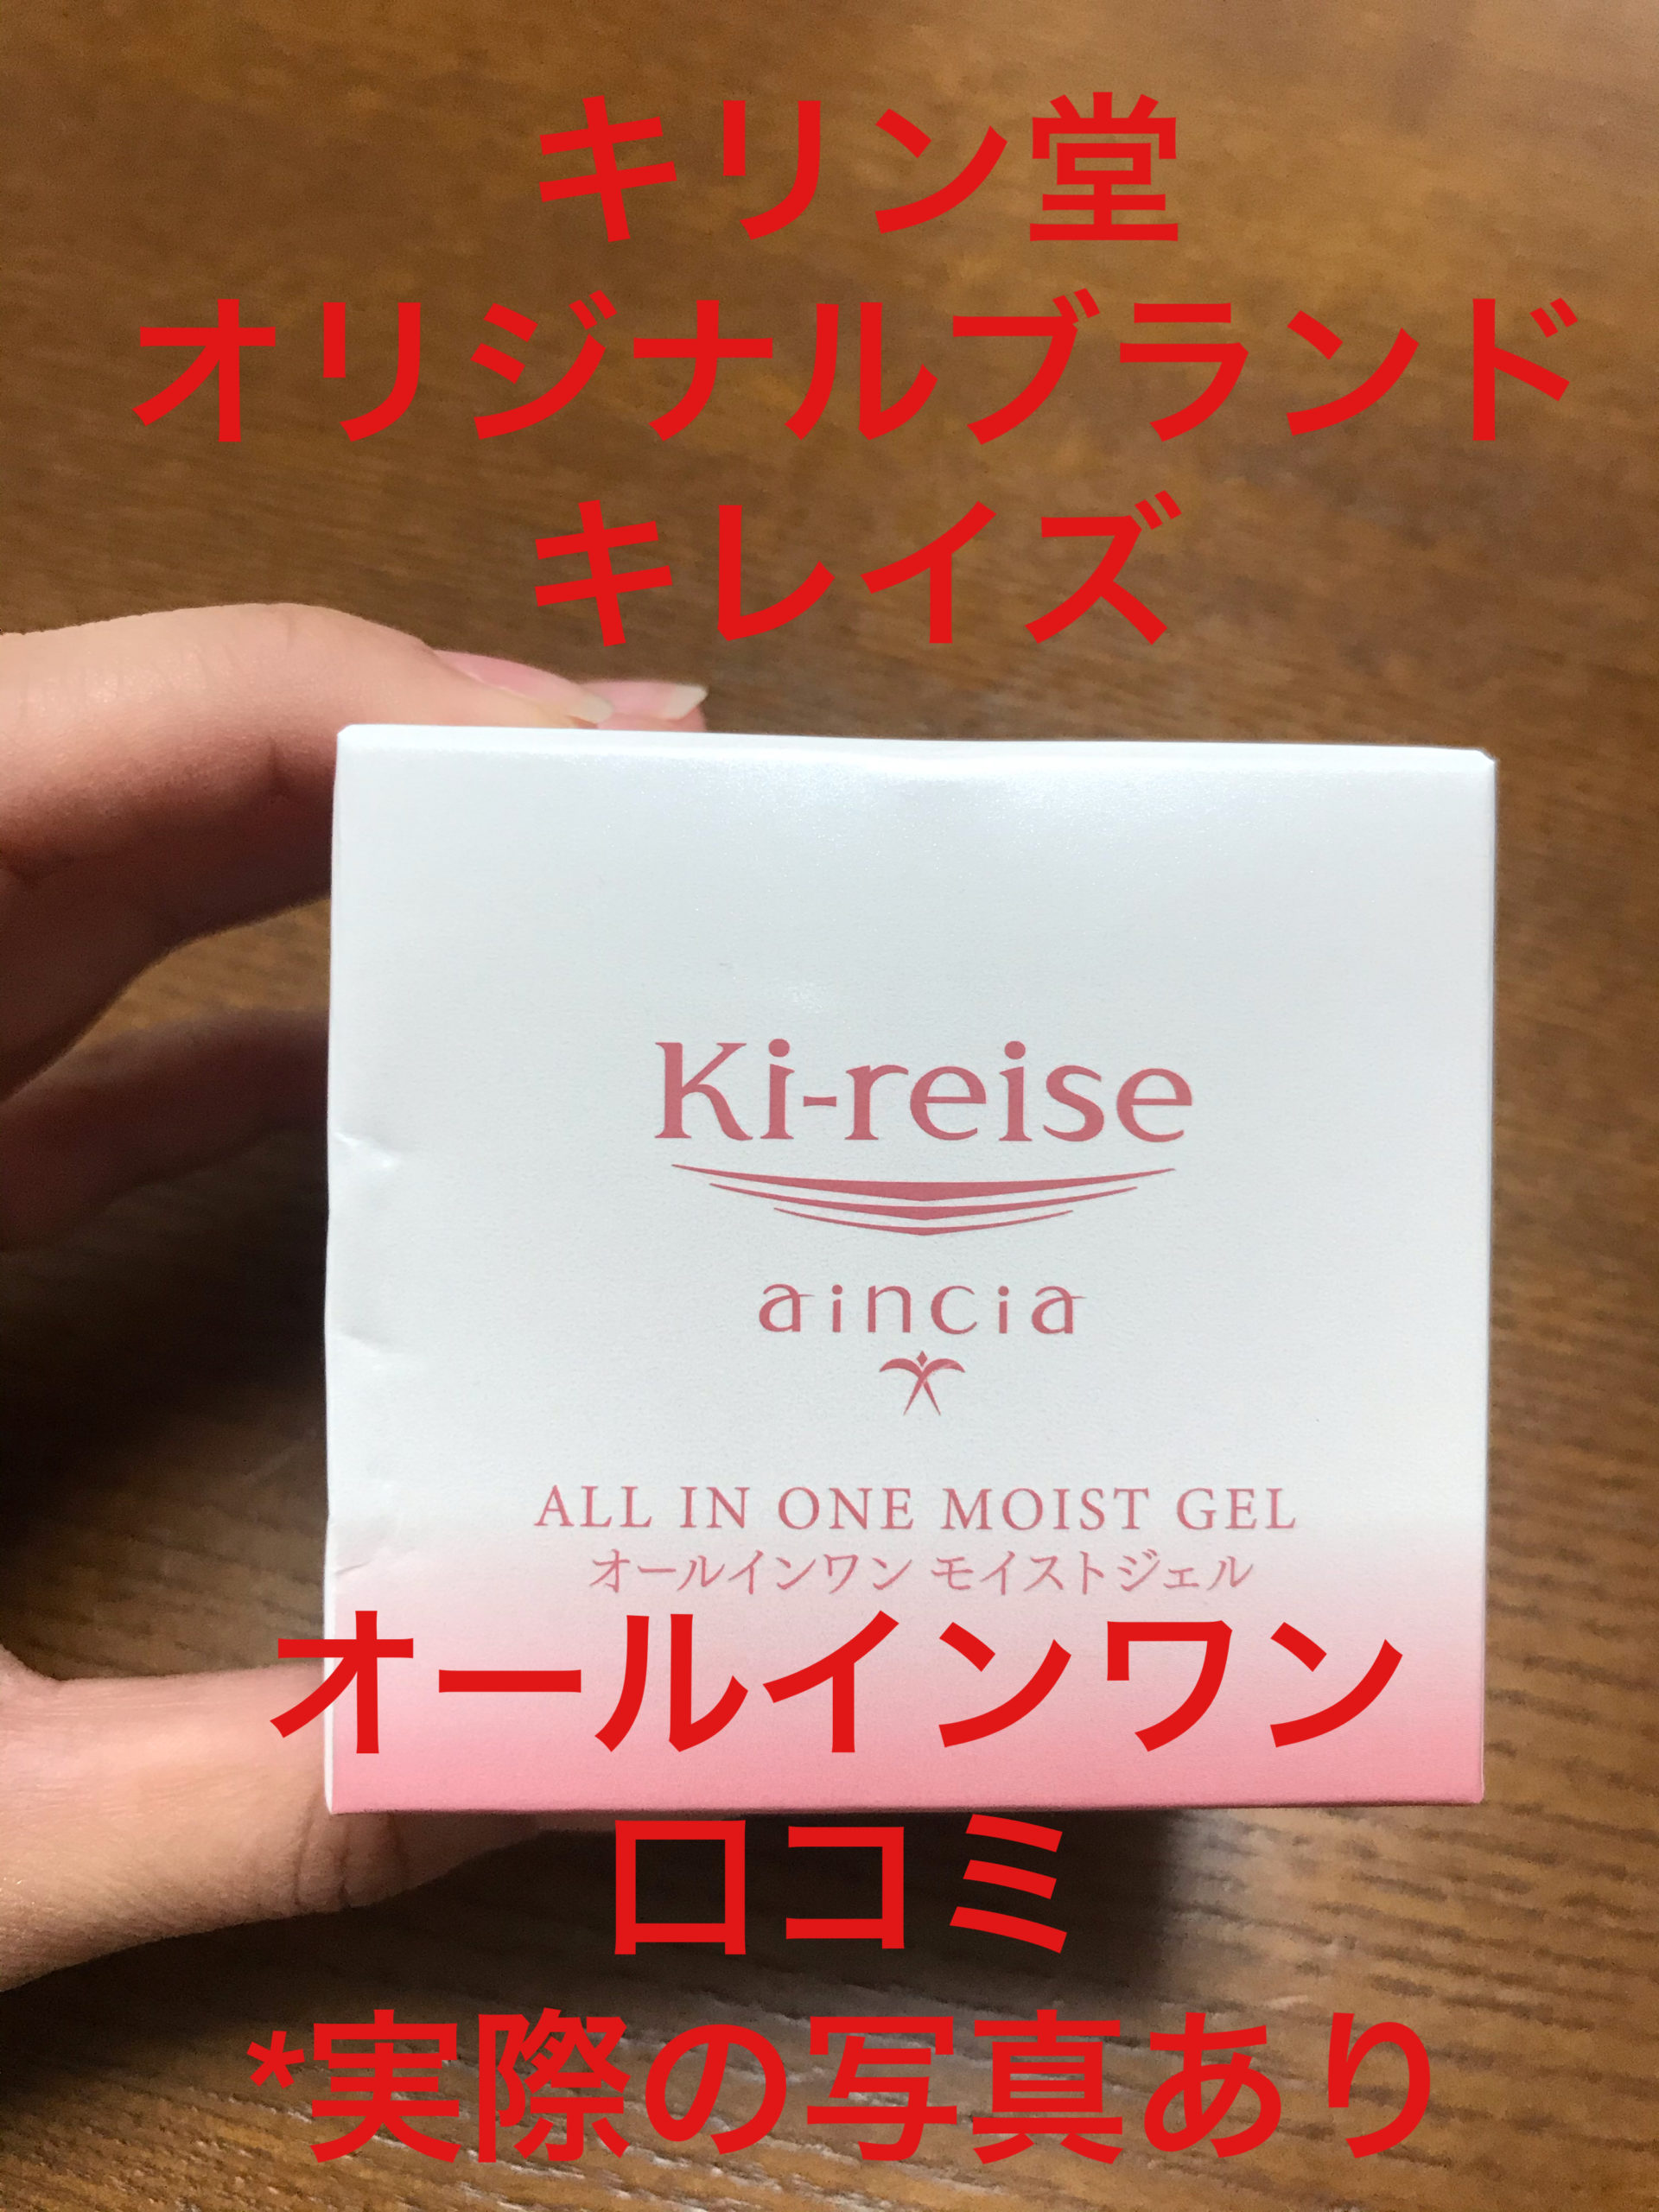 キリン堂
オリジナルブランド
キレイズ
Ki-reise
aincia
ALL IN ONE MOIST GEL
オールインワン モイストジェル
オールインワン
口コミ
*実際の写真あり